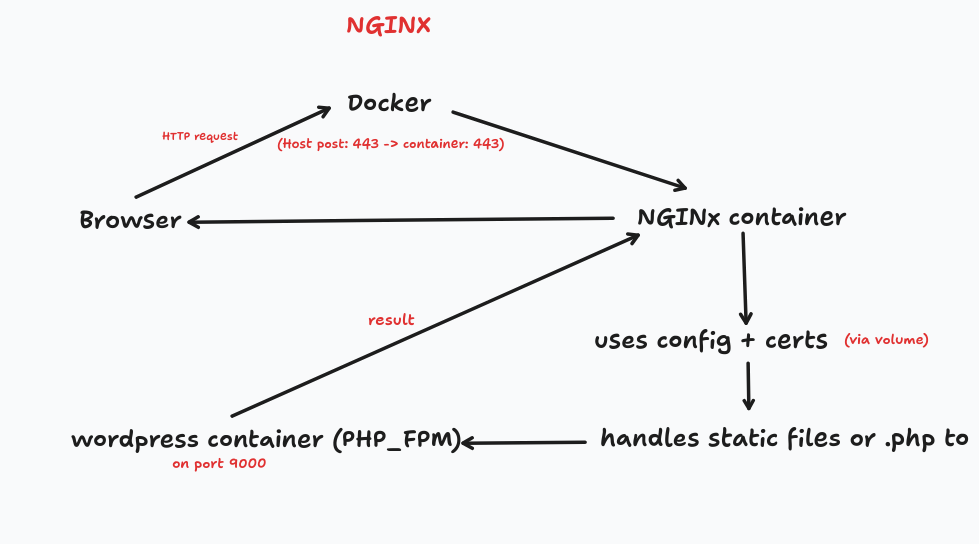 NGINX
Docker
HTTP request
(Host post: 443 -> container: 443)
Browser
NGINx container
result
uses config + certs (via volume)
wordpress container (PHP_FPM)
handles static files or .php to
on port 9000